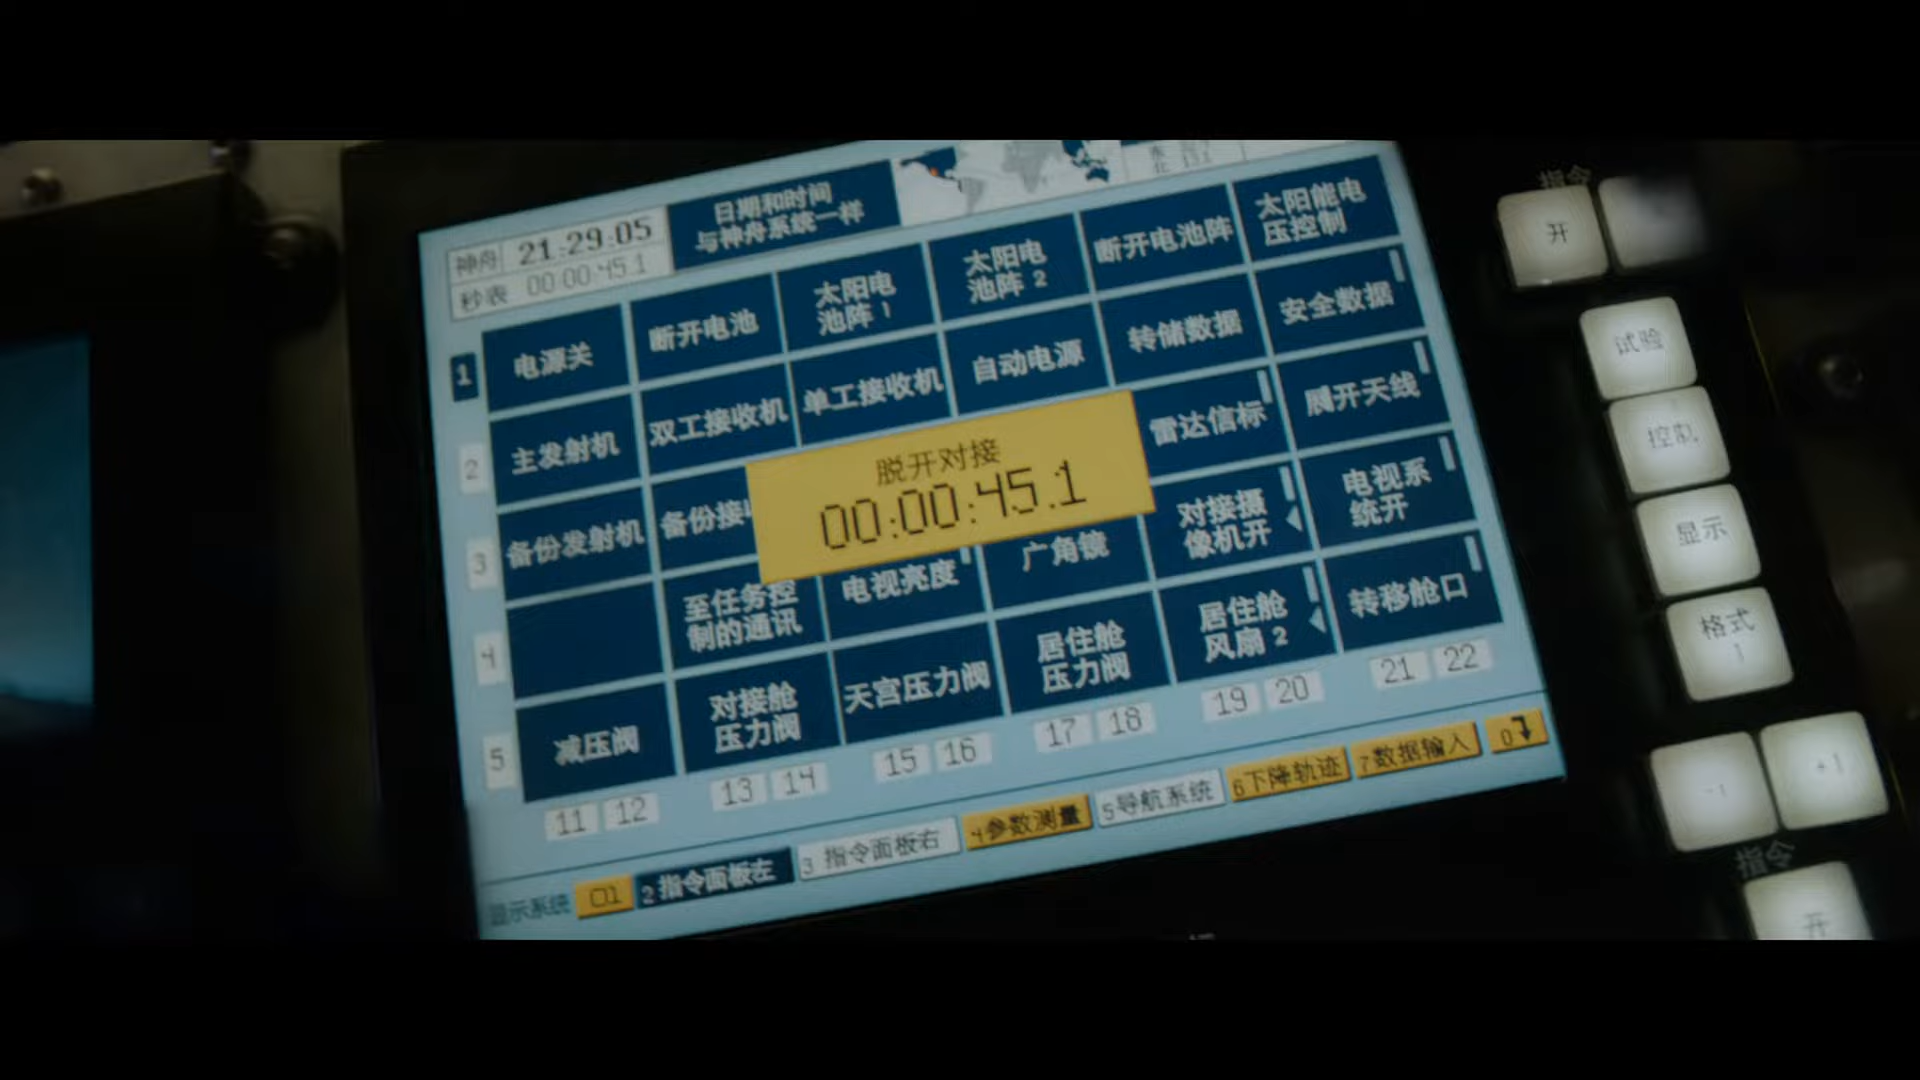 神舟 21:29:05
秒表 00:00:45.1
日期和时间
与神舟系统一样
1
电源关
断开电池
太阳电
池阵 1
太阳电
池阵 2
断开电池阵
太阳能电
压控制
2
主发射机
双工接收机
单工接收机
自动电源
转储数据
安全数据
3
备份发射机
备份接
雷达信标
展开天线
脱开对接
00:00:45.1
4
至任务控
制的通讯
电视亮度
广角镜
对接摄
像机开
电视系
统开
5
减压阀
对接舱
压力阀
天宫压力阀
居住舱
压力阀
居住舱
风扇 2
转移舱口
11 12 13 14 15 16 17 18 19 20 21 22
显示系统 01 2指令面板左 3 指令面板右 4参数测量 5导航系统 6下降轨迹 7数据输入 0
指令
开
试验
控制
显示
格式
1
-1
+1
指令
开